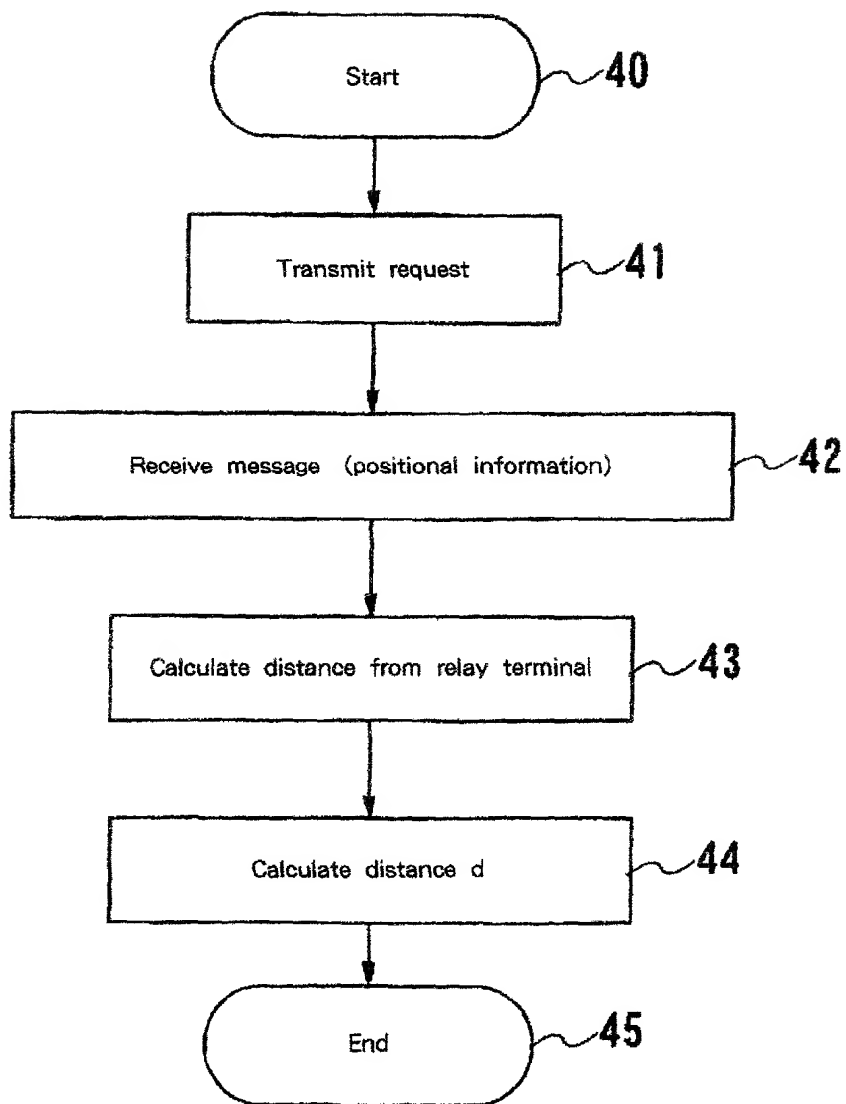 Start
40
Transmit request
41
Receive message (positional information)
42
Calculate distance from relay terminal
43
Calculate distance d
44
End
45